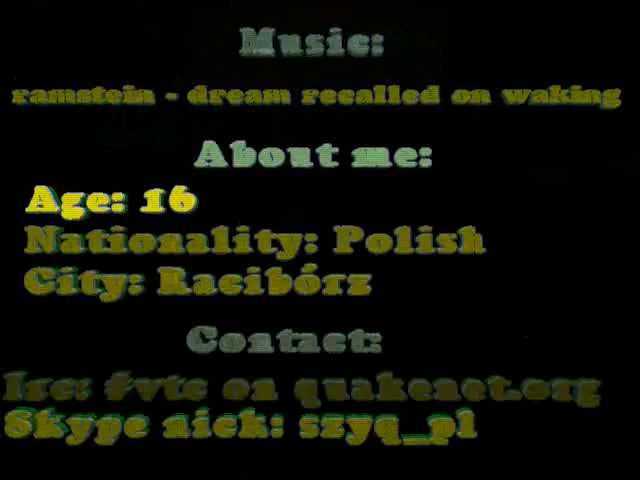 Music:
ramstein - dream recalled on waking
About me:
Age: 16
Nationality: Polish
City: Racibórz
Contact:
Irc: #vtc on quakenet.org
Skype nick: szyq_pl